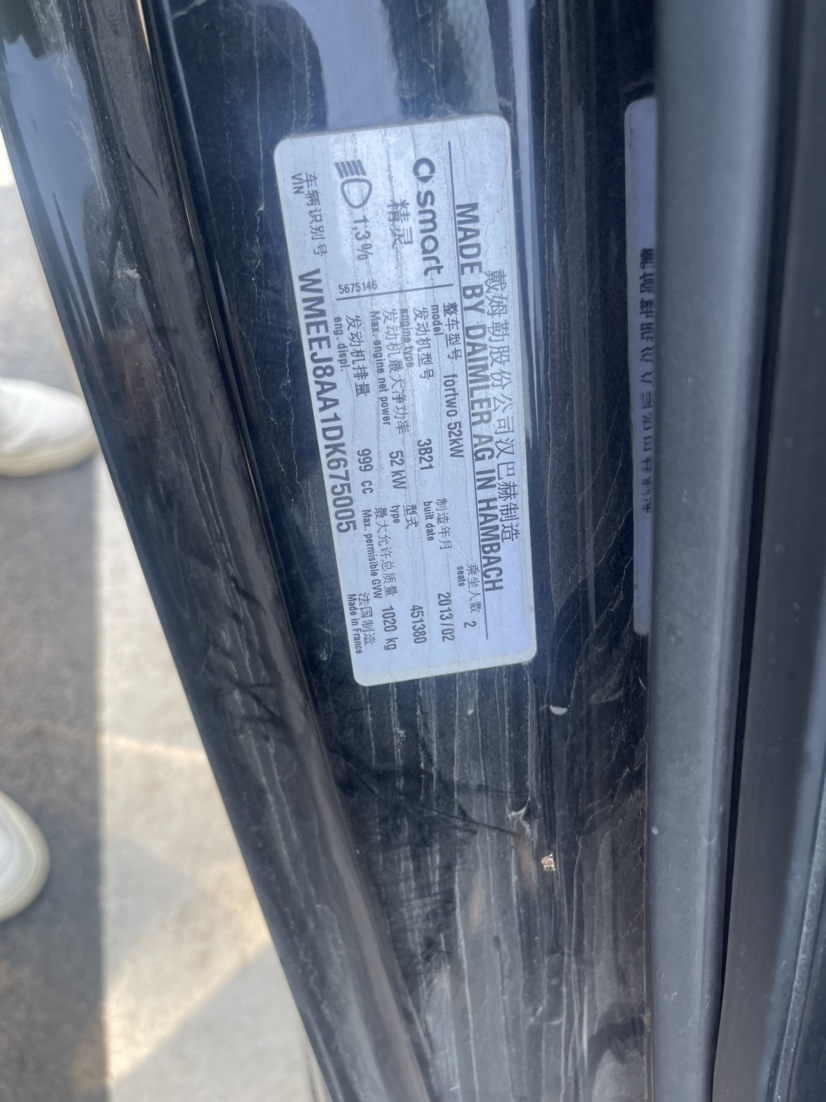 戴姆勒股份公司汉巴赫制造
MADE BY DAIMLER AG IN HAMBACH
smart
精灵
1.3%
5675146
整车型号 fortwo 52kW
model
乘坐人数 2
seats
发动机型号 3B21
engine type
制造年月 2013/02
built date
发动机最大净功率 52 kW
Max. engine net power
型式 451380
type
发动机排量 999 cc
eng. displ.
最大允许总质量 1020 kg
Max. permisible GVW
车辆识别号 WMEEJ8AA1DK675005
VIN
法国制造
Made in France